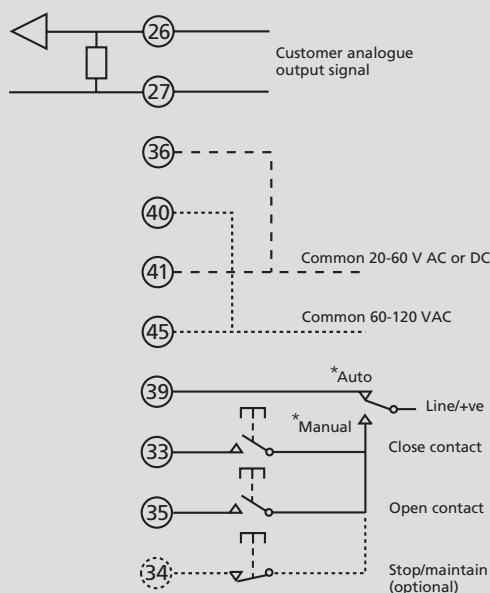 26
Customer analogue
output signal
27
36
40
41
Common 20-60 V AC or DC
45
Common 60-120 VAC
*Auto
39
Line/+ve
*Manual
33
Close contact
35
Open contact
34
Stop/maintain
(optional)